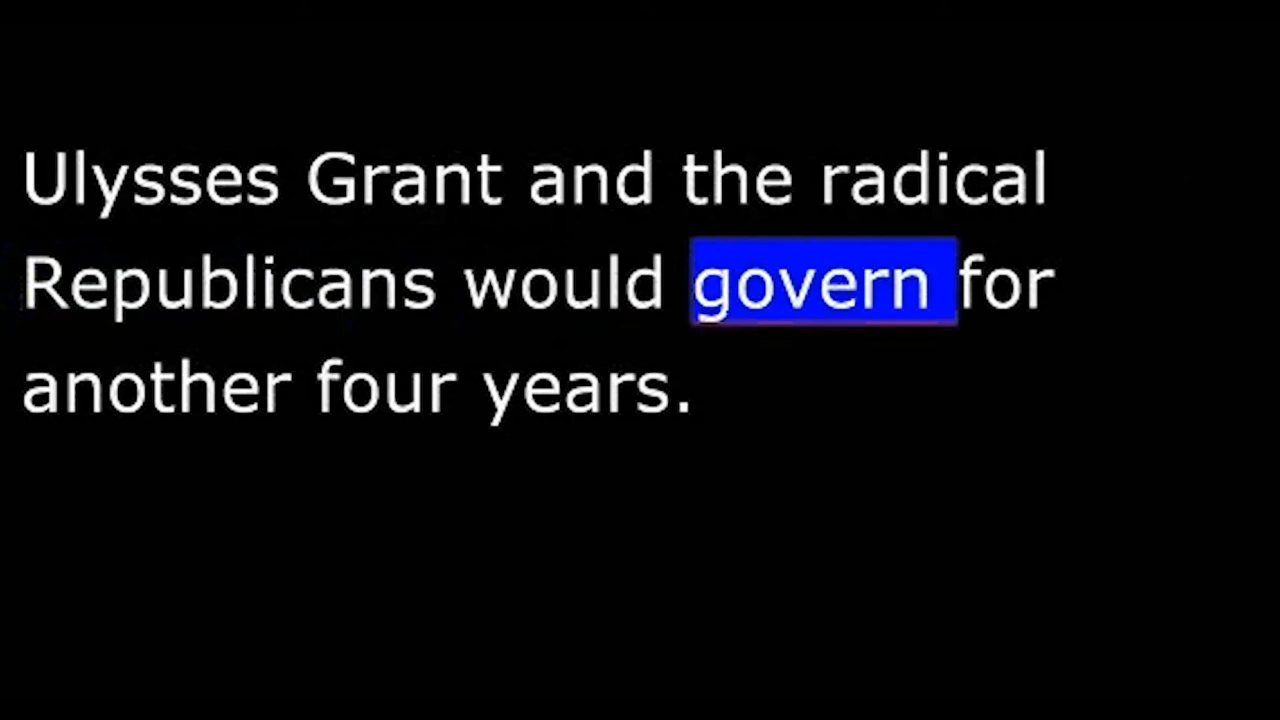 Ulysses Grant and the radical
Republicans would govern for
another four years.